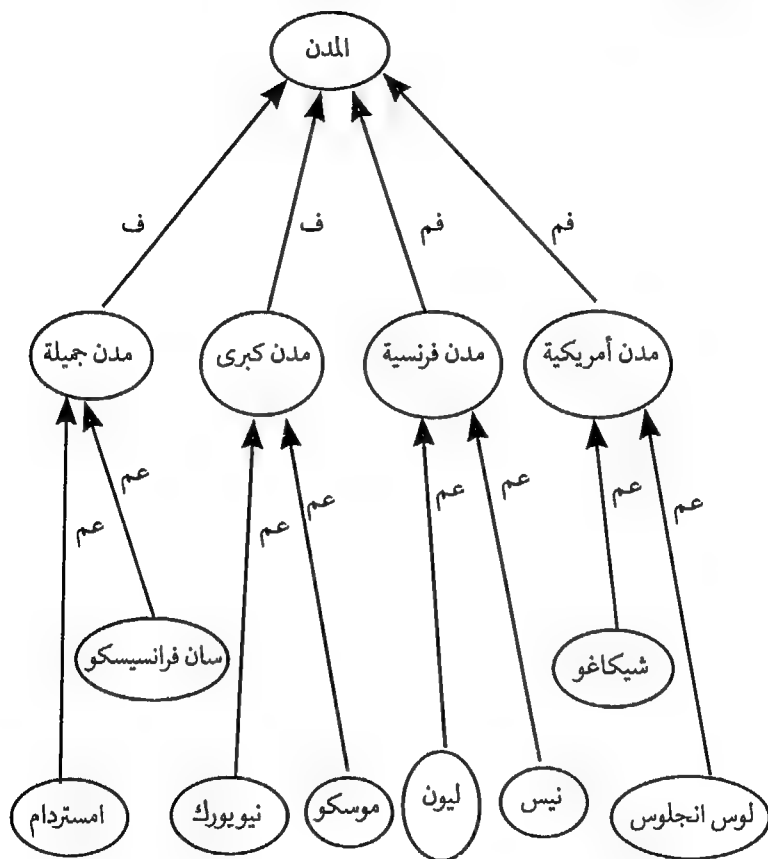 المدن
فم
فم
ف
ف
مدن أمريكية
مدن فرنسية
مدن كبرى
مدن جميلة
عم
عم
عم
عم
عم
عم
عم
عم
شيكاغو
سان فرانسيسكو
لوس انجلوس
نيس
ليون
موسكو
نيويورك
امستردام